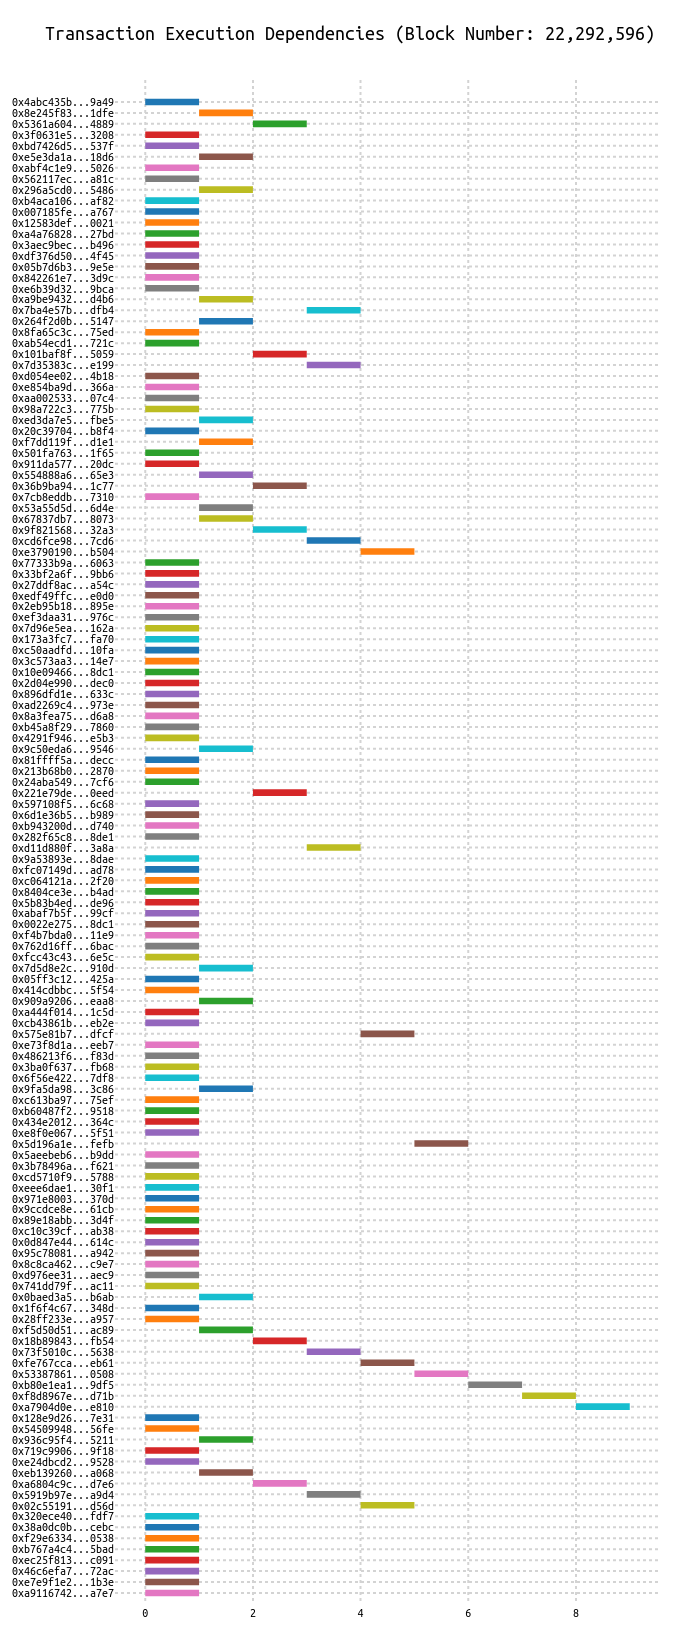 Transaction Execution Dependencies (Block Number: 22,292,596)
0x4abc435b...9a49
0x8e245f83...1dfe
0x5361a604...4889
0x3f0631e5...3208
0xbd7426d5...537f
0xe5e3da1a...18d6
0xabf4c1e9...5026
0x562117ec...a81c
0x296a5cd0...5486
0xb4aca106...af82
0x007185fe...a767
0x12583def...0021
0xa4a76828...27bd
0x3aec9bec...b496
0xdf376d50...4f45
0x05b7d6b3...9e5e
0x842261e7...3d9c
0xe6b39d32...9bca
0xa9be9432...d4b6
0x7ba4e57b...dfb4
0x264f2d0b...5147
0x8fa65c3c...75ed
0xab54ecd1...721c
0x101baf8f...5059
0x7d35383c...e199
0xd054ee02...4b18
0xe854ba9d...366a
0xaa002533...07c4
0x98a722c3...775b
0xed3da7e5...fbe5
0x20c39704...b8f4
0xf7dd119f...d1e1
0x501fa763...1f65
0x911da577...20dc
0x554888a6...65e3
0x36b9ba94...1c77
0x7cb8eddb...7310
0x53a55d5d...6d4e
0x67837db7...8073
0x9f821568...32a3
0xcd6fce98...7cd6
0xe3790190...b504
0x77333b9a...6063
0x33bf2a6f...9bb6
0x27ddf8ac...a54c
0xedf49ffc...e0d0
0x2eb95b18...895e
0xef3daa31...976c
0x7d96e5ea...162a
0x173a3fc7...fa70
0xc50aadfd...10fa
0x3c573aa3...14e7
0x10e09466...8dc1
0x2d04e990...dec0
0x896dfd1e...633c
0xad2269c4...973e
0x8a3fea75...d6a8
0xb45a8f29...7860
0x4291f946...e5b3
0x9c50eda6...9546
0x81ffff5a...decc
0x213b68b0...2870
0x24aba549...7cf6
0x221e79de...0eed
0x597108f5...6c68
0x6d1e36b5...b989
0xb943200d...d740
0x282f65c8...8de1
0xd11d880f...3a8a
0x9a53893e...8dae
0xfc07149d...ad78
0xc064121a...2f20
0x8404ce3e...b4ad
0x5b83b4ed...de96
0xabaf7b5f...99cf
0x0022e275...8dc1
0xf4b7bda0...11e9
0x762d16ff...6bac
0xfcc43c43...6e5c
0x7d5d8e2c...910d
0x05ff3c12...425a
0x414cdbbc...5f54
0x909a9206...eaa8
0xa444f014...1c5d
0xcb43861b...eb2e
0x575e81b7...dfcf
0xe73f8d1a...eeb7
0x486213f6...f83d
0x3ba0f637...fb68
0x6f56e422...7df8
0x9fa5da98...3c86
0xc613ba97...75ef
0xb60487f2...9518
0x434e2012...364c
0xe8f0e067...5f51
0x5d196a1e...fefb
0x5aeebeb6...b9dd
0x3b78496a...f621
0xcd5710f9...5788
0xeee6dae1...30f1
0x971e8003...370d
0x9ccdce8e...61cb
0x89e18abb...3d4f
0xc10c39cf...ab38
0x0d847e44...614c
0x95c78081...a942
0x8c8ca462...c9e7
0xd976ee31...aec9
0x741dd79f...ac11
0x0baed3a5...b6ab
0x1f6f4c67...348d
0x28ff233e...a957
0xf5d50d51...ac89
0x18b89843...fb54
0x73f5010c...5638
0xfe767cca...eb61
0x53387861...0508
0xb80e1ea1...9df5
0xf8d8967e...d71b
0xa7904d0e...e810
0x128e9d26...7e31
0x54509948...56fe
0x936c95f4...5211
0x719c9906...9f18
0xe24dbcd2...9528
0xeb139260...a068
0xa6804c9c...d7e6
0x5919b97e...a9d4
0x02c55191...d56d
0x320ece40...fdf7
0x38a0dc0b...cebc
0xf29e6334...0538
0xb767a4c4...5bad
0xec25f813...c091
0x46c6efa7...72ac
0xe7e9f1e2...1b3e
0xa9116742...a7e7
0 2 4 6 8